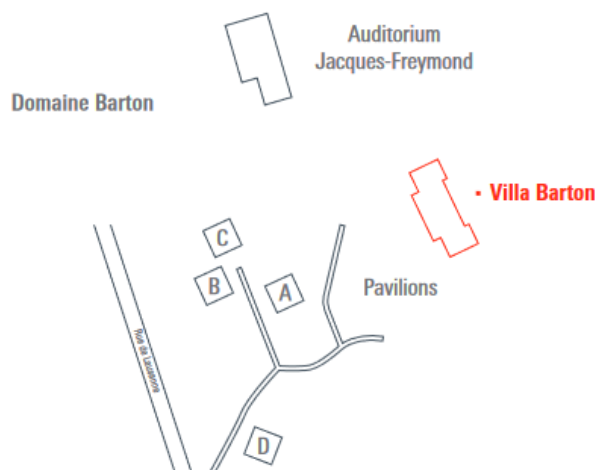 Auditorium
Jacques-Freymond
Domaine Barton
Villa Barton
C
B
A
Pavilions
Rue de Lausanne
D